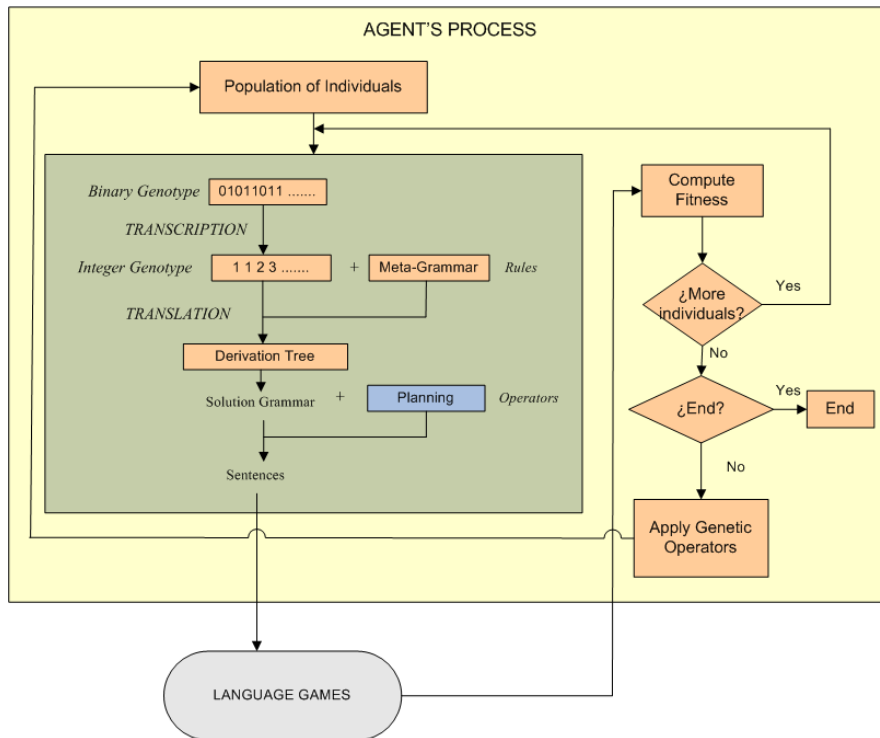 AGENT'S PROCESS
Population of Individuals
Binary Genotype
01011011 .......
TRANSCRIPTION
Integer Genotype
1 1 2 3 .......
+
Meta-Grammar
Rules
TRANSLATION
Derivation Tree
Solution Grammar
+
Planning
Operators
Sentences
Compute
Fitness
¿More
individuals?
Yes
No
¿End?
Yes
End
No
Apply Genetic
Operators
LANGUAGE GAMES